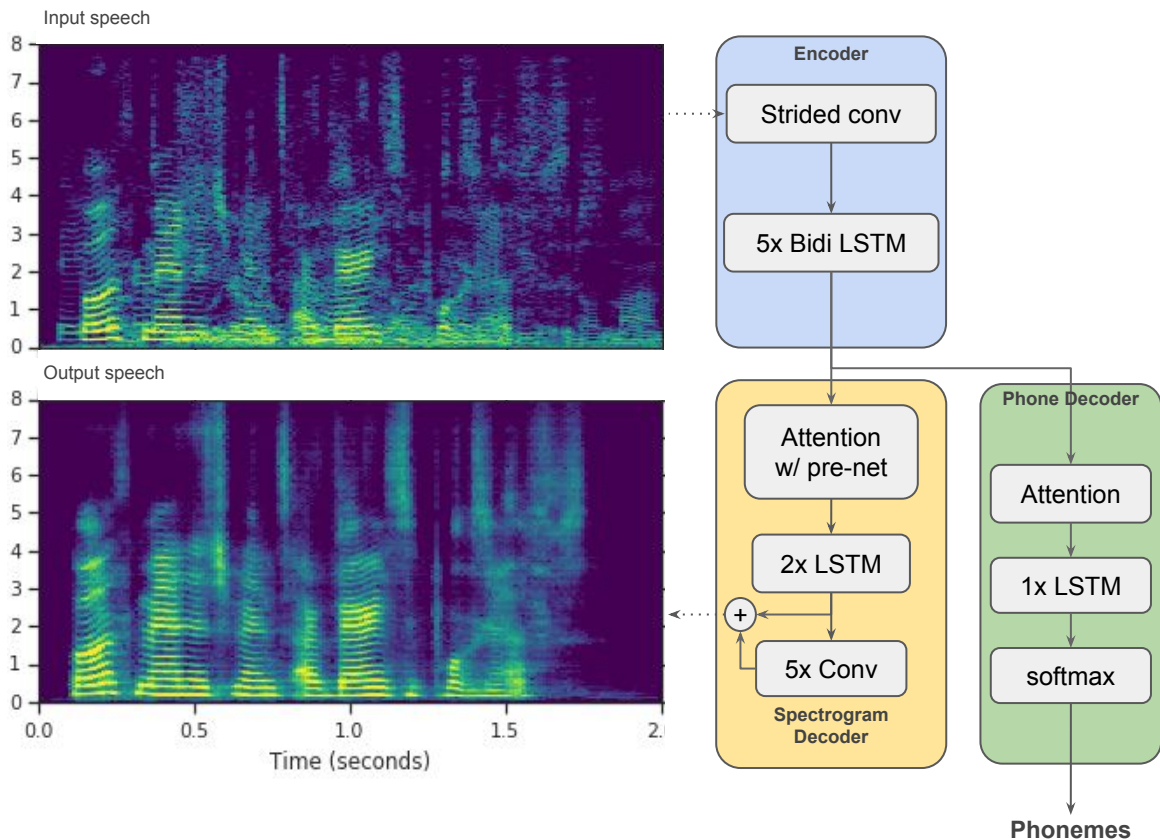 Input speech
8
7
6
5
4
3
2
1
0
Output speech
8
7
6
5
4
3
2
1
0
0.0 0.5 1.0 1.5 2.
Time (seconds)
Encoder
Strided conv
5x Bidi LSTM
Attention
w/ pre-net
2x LSTM
+
5x Conv
Spectrogram
Decoder
Phone Decoder
Attention
1x LSTM
softmax
Phonemes